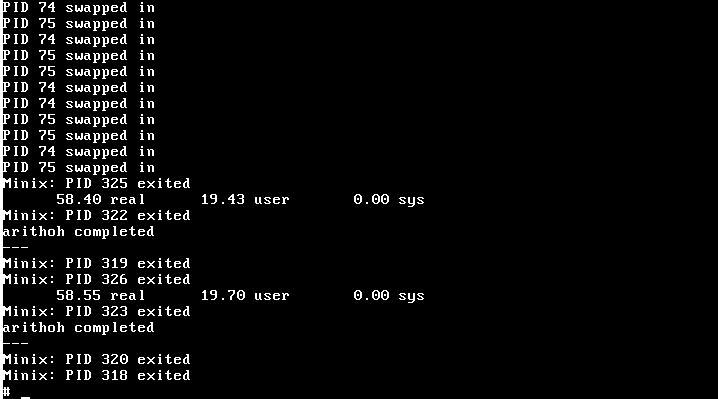 PID 74 swapped in
PID 75 swapped in
PID 74 swapped in
PID 75 swapped in
PID 75 swapped in
PID 74 swapped in
PID 74 swapped in
PID 75 swapped in
PID 75 swapped in
PID 74 swapped in
PID 75 swapped in
Minix: PID 325 exited
      58.40 real      19.43 user       0.00 sys
Minix: PID 322 exited
arithoh completed
---
Minix: PID 319 exited
Minix: PID 326 exited
      58.55 real      19.70 user       0.00 sys
Minix: PID 323 exited
arithoh completed
---
Minix: PID 320 exited
Minix: PID 318 exited
# _